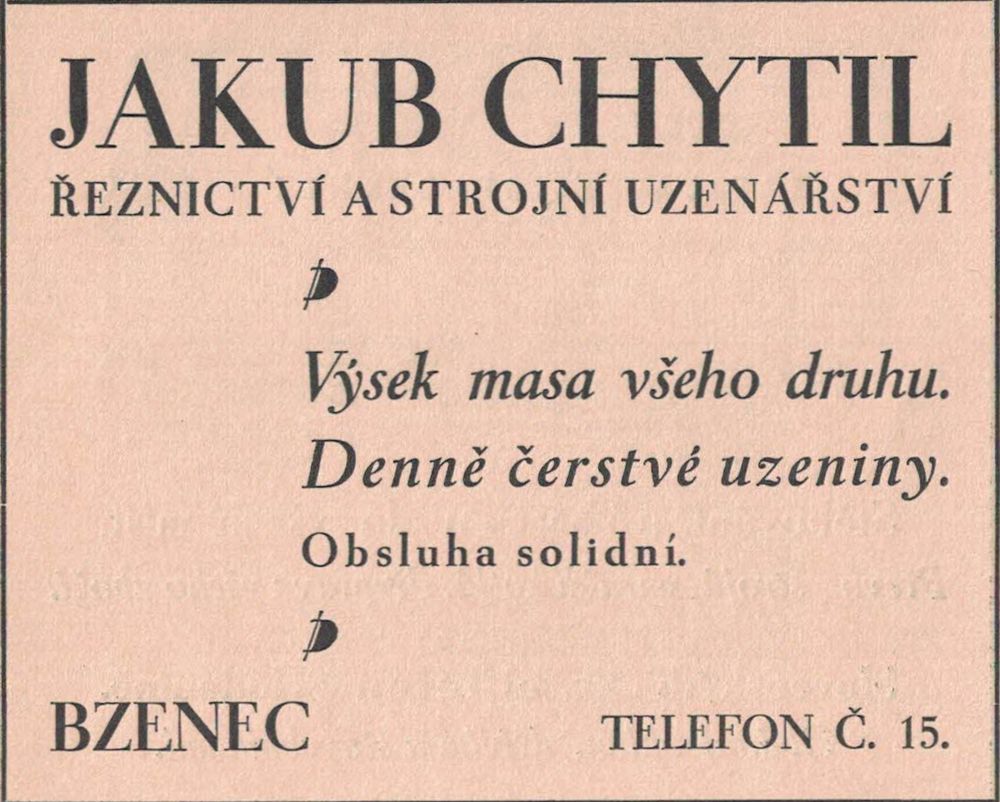 JAKUB CHYTIL
ŘEZNICTVÍ A STROJNÍ UZENÁŘSTVÍ
Výsek masa všeho druhu.
Denně čerstvé uzeniny.
Obsluha solidní.
BZENEC TELEFON Č. 15.